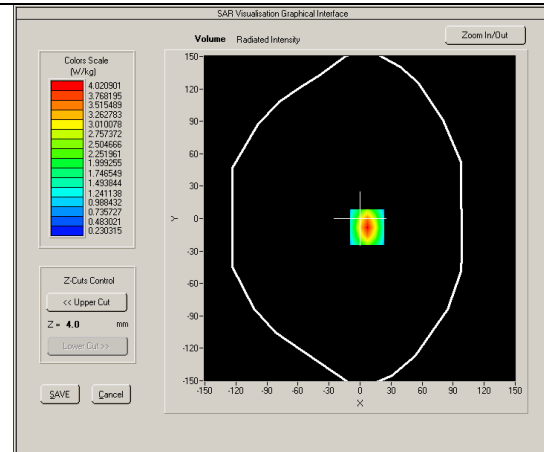 SAR Visualisation Graphical Interface
Volume Radiated Intensity
Zoom In/Out
Colors Scale
(W/kg)
4.020901
3.768195
3.515489
3.262783
3.010078
2.757372
2.504666
2.251961
1.999255
1.746549
1.493844
1.241138
0.988432
0.735727
0.483021
0.230315
Z-Cuts Control
<< Upper Cut
Z = 4.0 mm
Lower Cut >>
SAVE
Cancel
150
120
90
60
30
0
-30
-60
-90
-120
-150
Y
-150 -120 -90 -60 -30 0 30 60 90 120 150
X